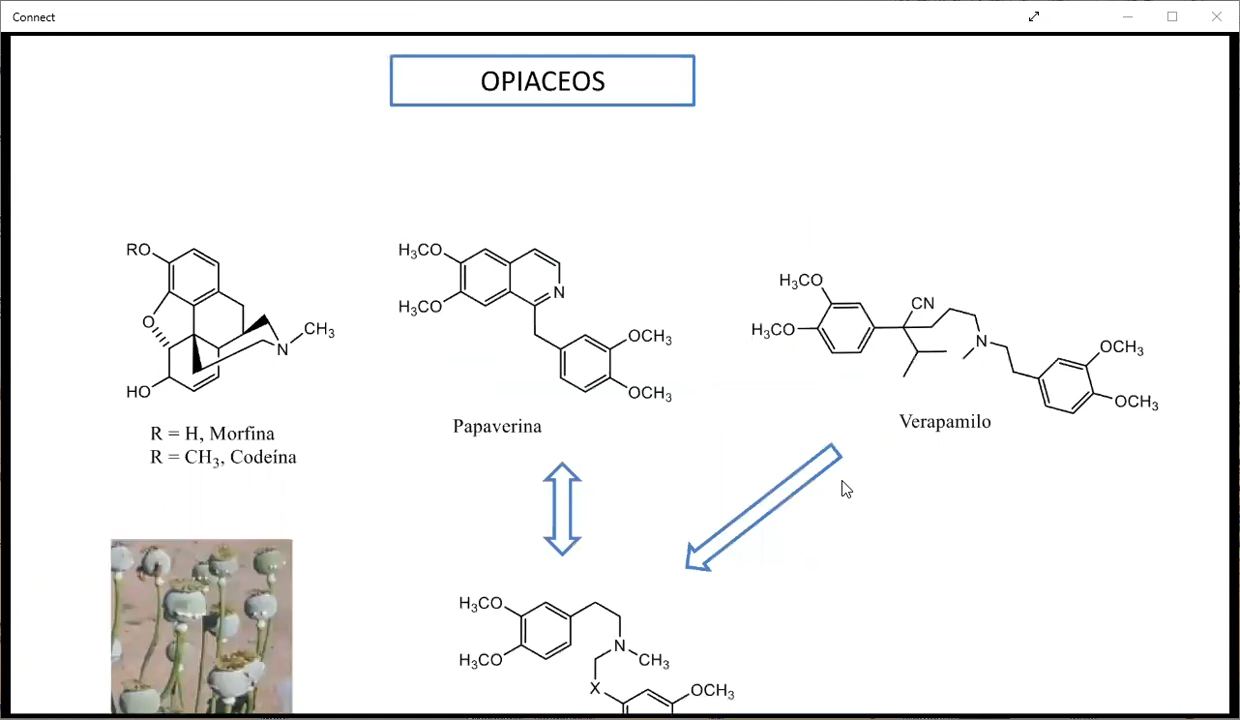 Connect
OPIACEOS
RO
O
HO
N
CH₃
R = H, Morfina
R = CH₃, Codeína
H₃CO
H₃CO
N
OCH₃
OCH₃
Papaverina
H₃CO
H₃CO
CN
N
OCH₃
OCH₃
Verapamilo
H₃CO
H₃CO
N
CH₃
X
OCH₃